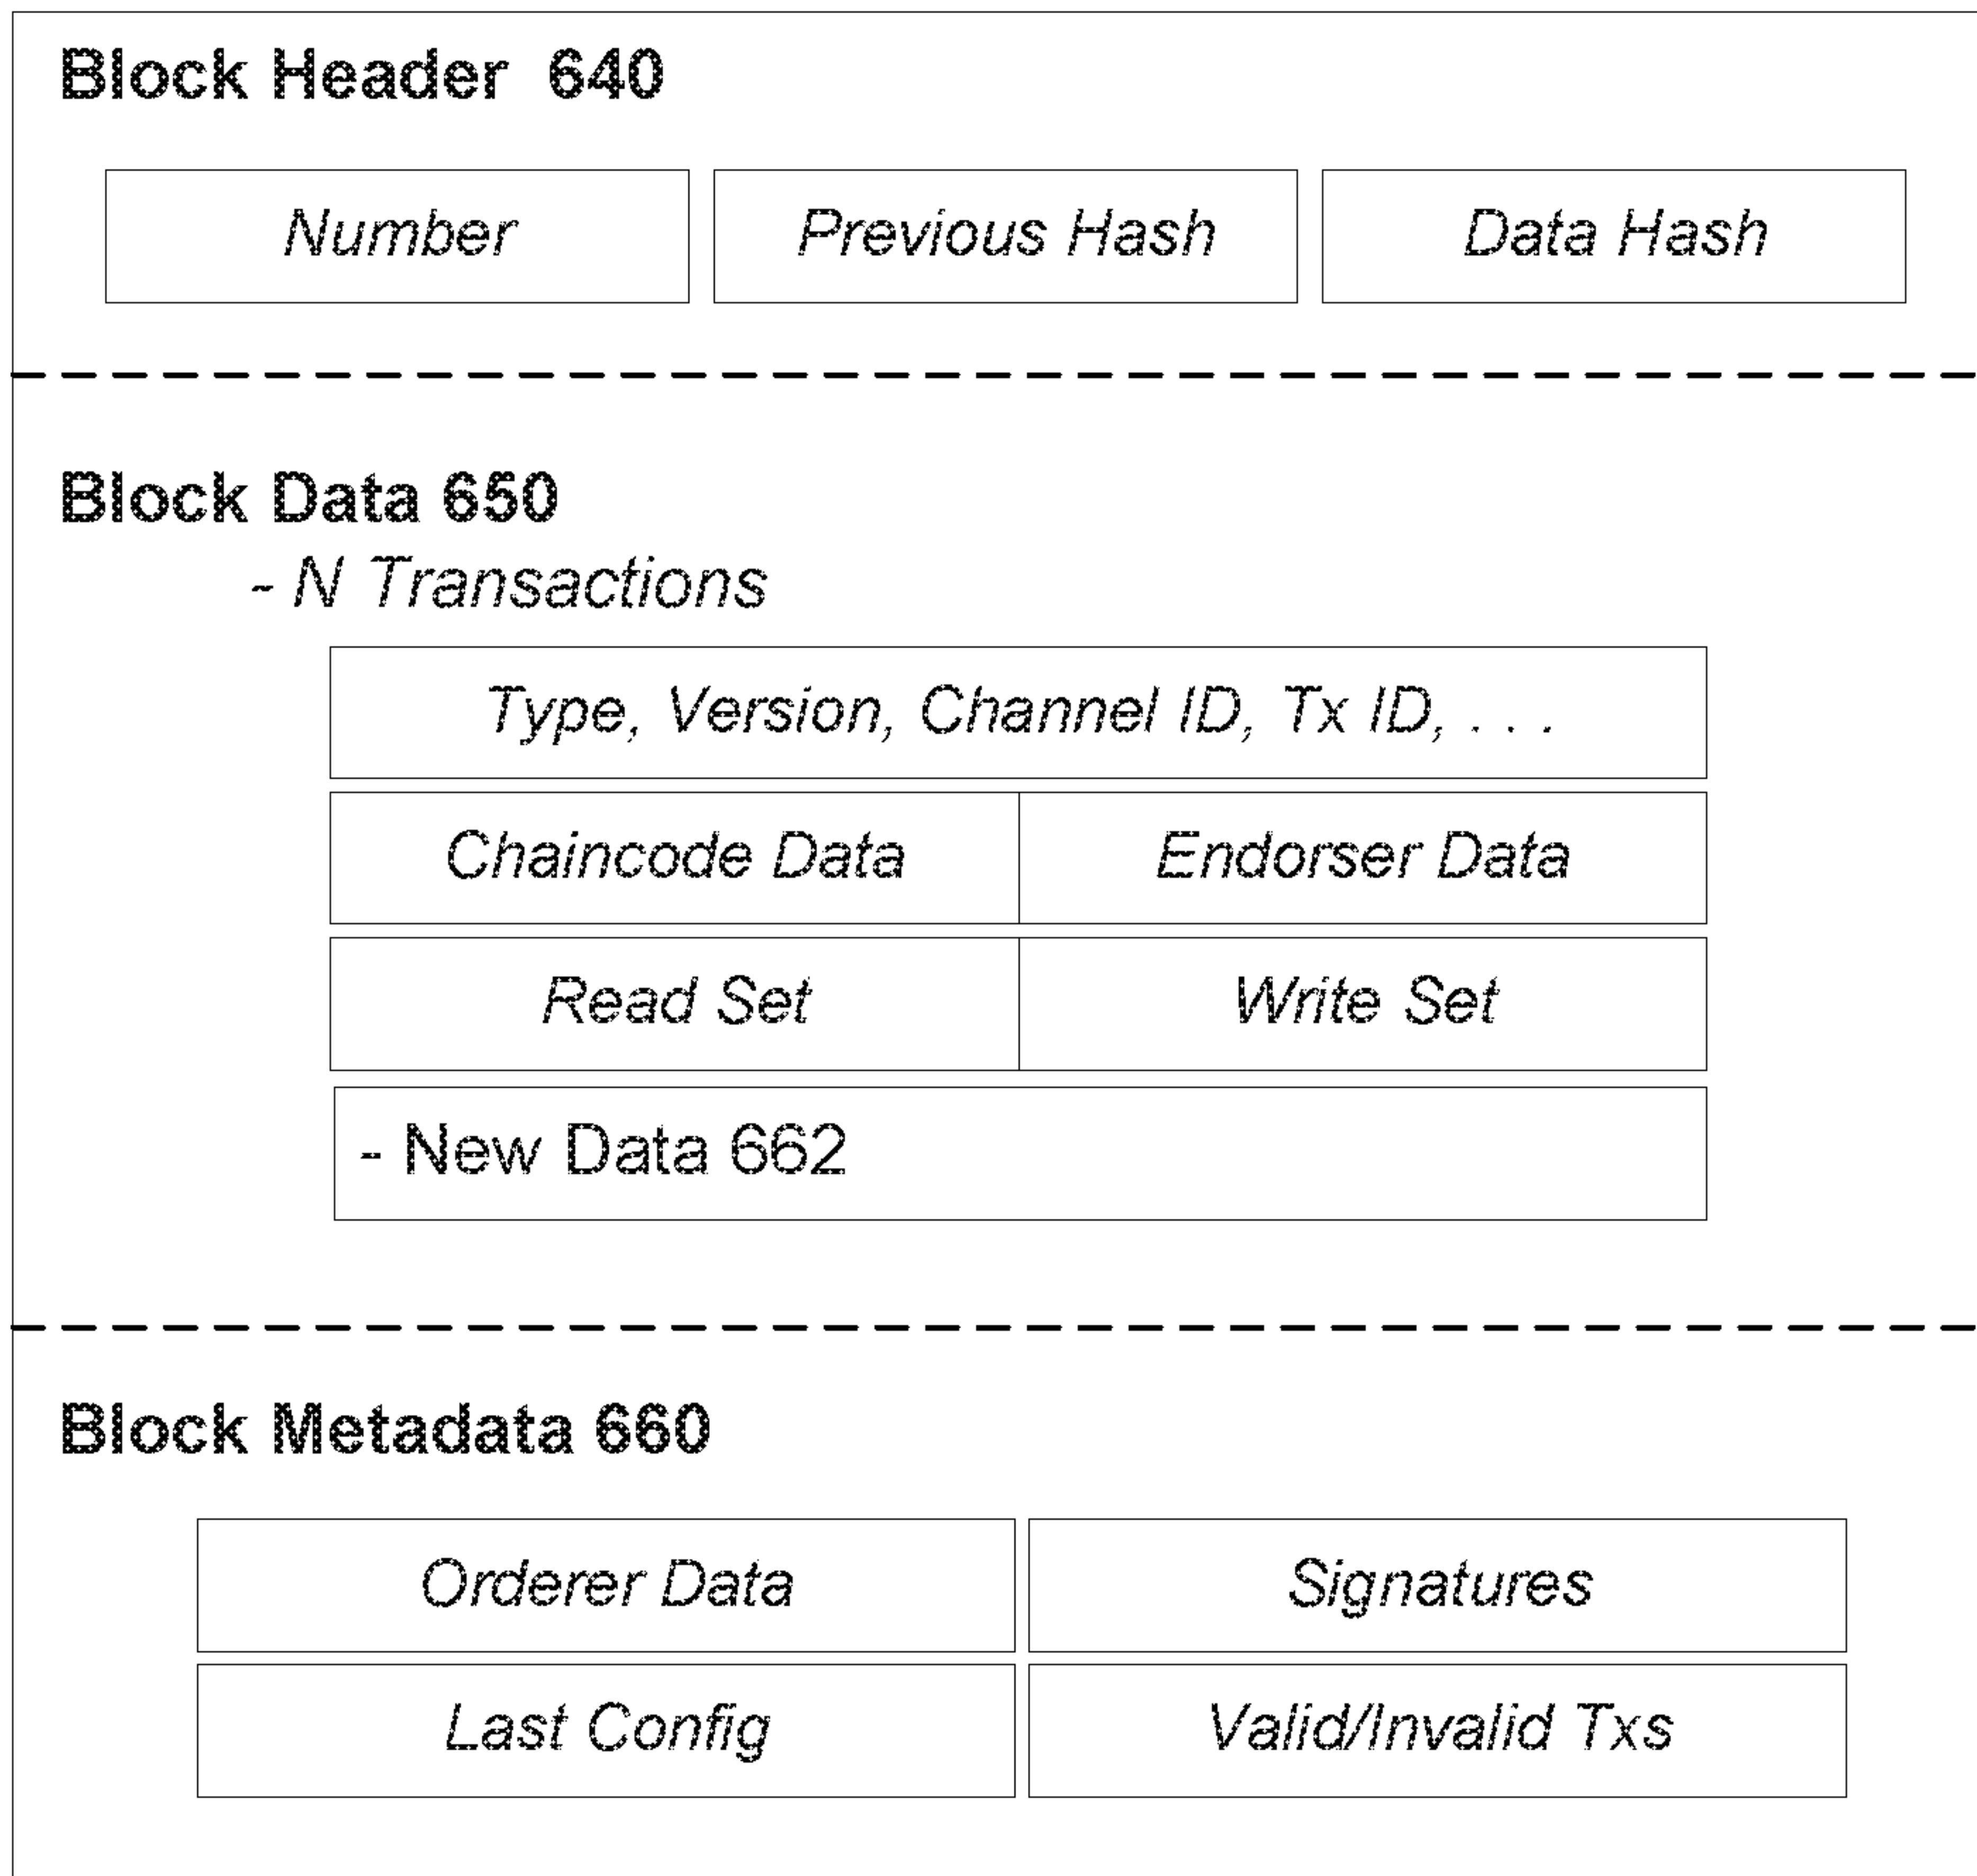 Block Header 640
Number Previous Hash Data Hash
Block Data 650
- N Transactions
Type, Version, Channel ID, Tx ID, . . .
Chaincode Data Endorser Data
Read Set Write Set
- New Data 662
Block Metadata 660
Orderer Data Signatures
Last Config Valid/Invalid Txs